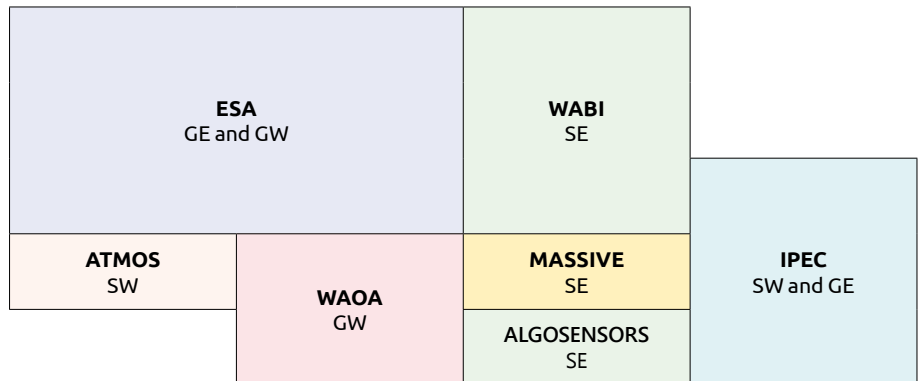 ESA
GE and GW
WABI
SE
ATMOS
SW
WAOA
GW
MASSIVE
SE
ALGOSENSORS
SE
IPEC
SW and GE